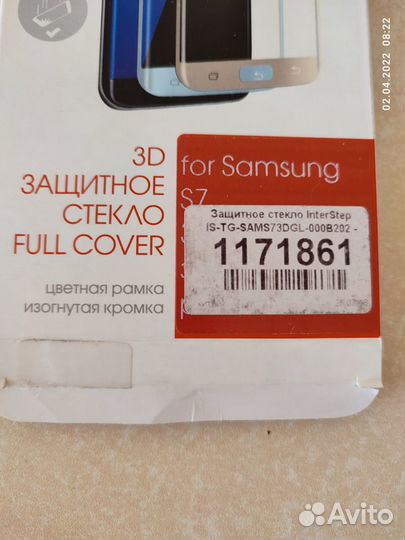 02.04.2022 08:22
3D
ЗАЩИТНОЕ
СТЕКЛО
FULL COVER
цветная рамка
изогнутая кромка
for Samsung
S7
Защитное стекло InterStep
IS-TG-SAMS73DGL-000B202 -
1171861
Avito